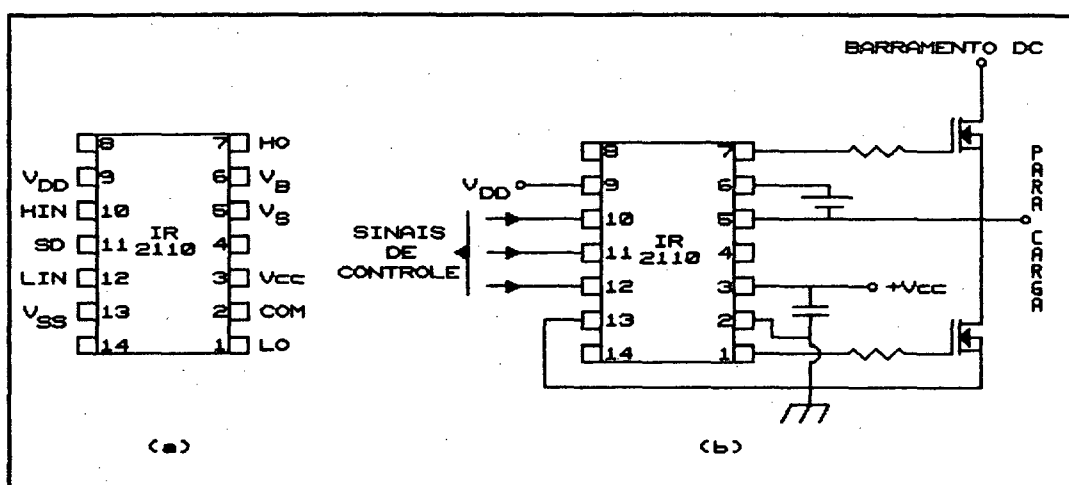 BARRAMENTO DC
8 7 HO
VDD 9 6 VB
HIN 10 5 VS
SD 11 4
LIN 12 3 Vcc
VSS 13 2 COM
14 1 LO
IR
2110
(a)
8 7
VDD 9 6
10 5
11 4
12 3 +Vcc
13 2
14 1
IR
2110
SINAIS
DE
CONTROLE
PARA CARGA
(b)